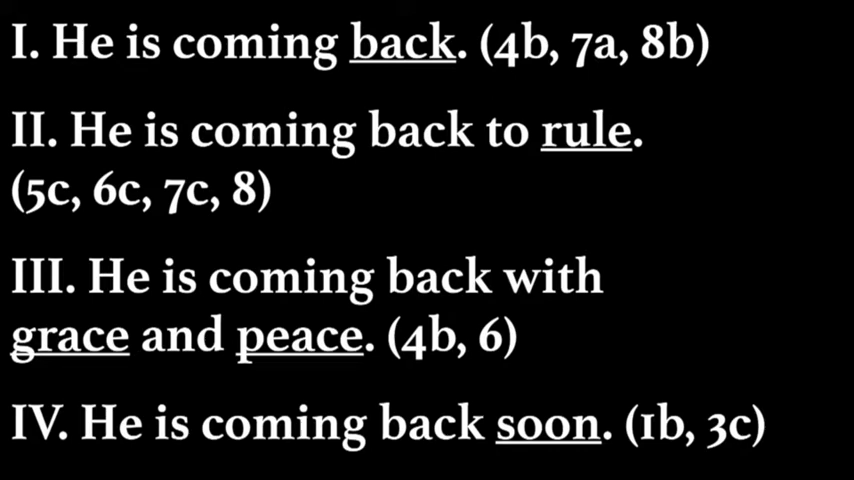 I. He is coming back. (4b, 7a, 8b)
II. He is coming back to rule.
(5c, 6c, 7c, 8)
III. He is coming back with
grace and peace. (4b, 6)
IV. He is coming back soon. (1b, 3c)